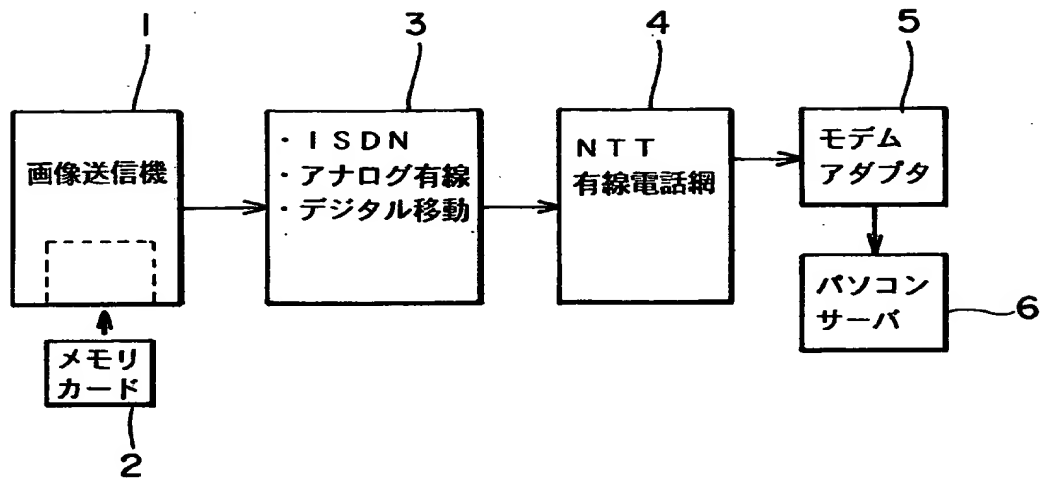 1
3
4
5
画像送信機
・ISDN
・アナログ有線
・デジタル移動
NTT
有線電話網
モデム
アダプタ
パソコン
サーバ
6
メモリ
カード
2